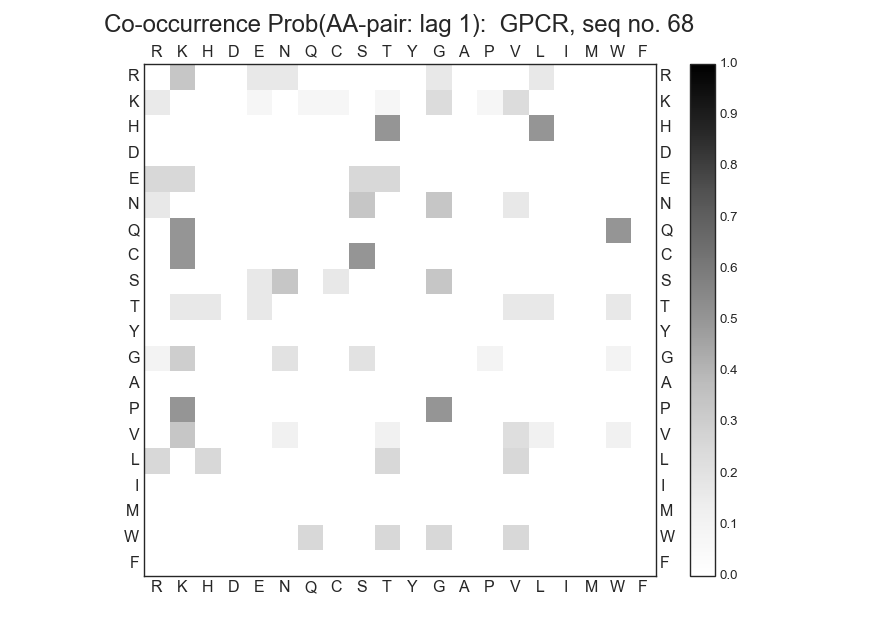 Co-occurrence Prob(AA-pair: lag 1):  GPCR, seq no. 68
R K H D E N Q C S T Y G A P V L I M W F
R R 1.0
K K 0.9
H H
D D 0.8
E E
N N 0.7
Q Q
C C 0.6
S S
T T 0.5
Y Y
G G 0.4
A A
P P 0.3
V V
L L 0.2
I I
M M 0.1
W W
F F 0.0
R K H D E N Q C S T Y G A P V L I M W F